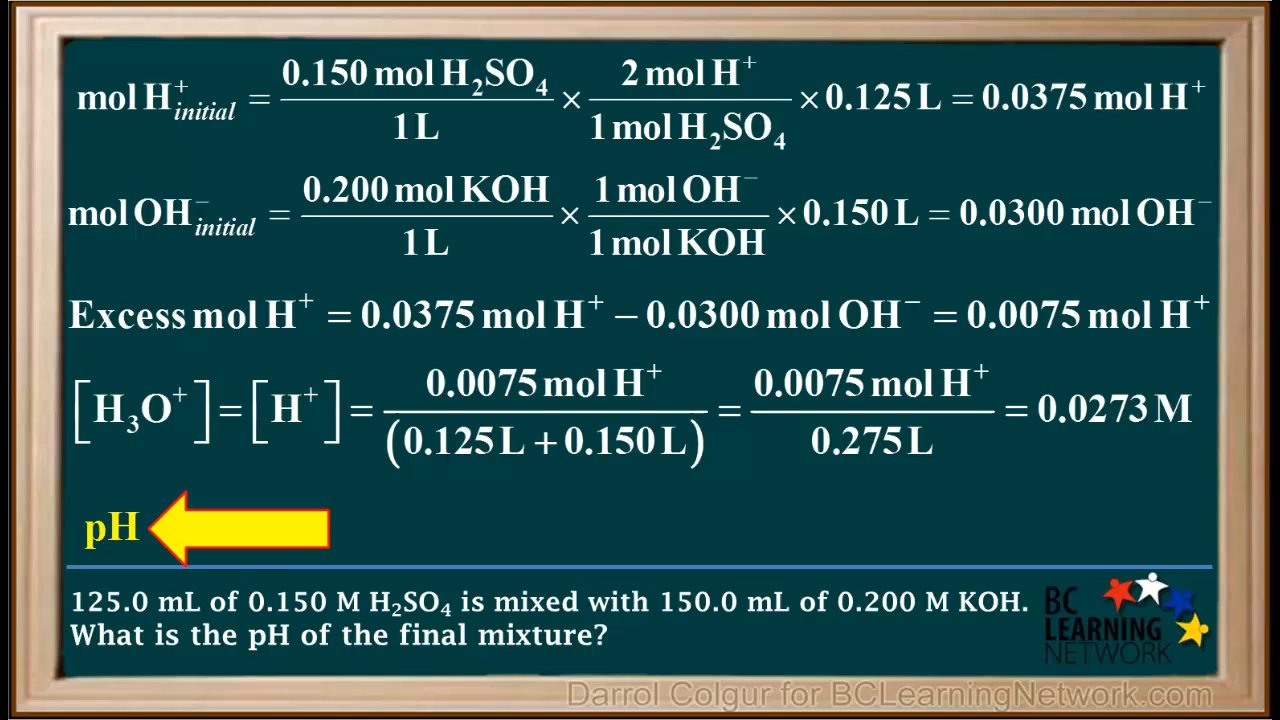 mol H⁺initial = 0.150 mol H₂SO₄ / 1 L × 2 mol H⁺ / 1 mol H₂SO₄ × 0.125 L = 0.0375 mol H⁺
mol OH⁻initial = 0.200 mol KOH / 1 L × 1 mol OH⁻ / 1 mol KOH × 0.150 L = 0.0300 mol OH⁻
Excess mol H⁺ = 0.0375 mol H⁺ − 0.0300 mol OH⁻ = 0.0075 mol H⁺
[H₃O⁺] = [H⁺] = 0.0075 mol H⁺ / (0.125 L + 0.150 L) = 0.0075 mol H⁺ / 0.275 L = 0.0273 M
pH
125.0 mL of 0.150 M H₂SO₄ is mixed with 150.0 mL of 0.200 M KOH.
What is the pH of the final mixture?
BC
LEARNING
NETWORK
Darrol Colgur for BCLearningNetwork.com